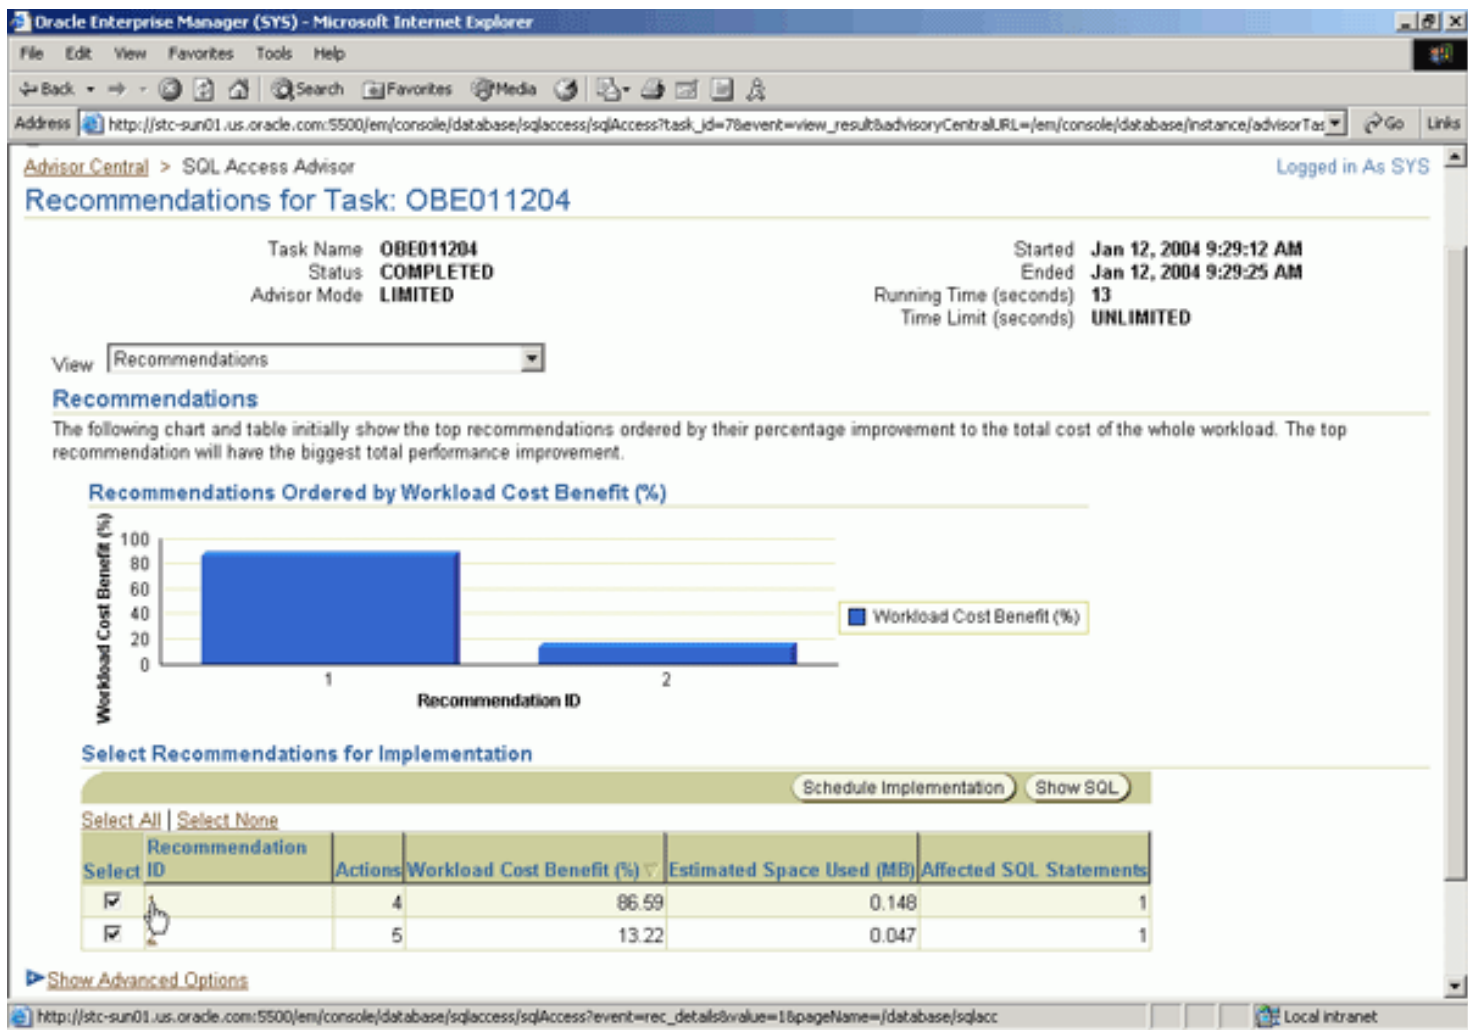 Oracle Enterprise Manager (SYS) - Microsoft Internet Explorer
File Edit View Favorites Tools Help
Back Search Favorites Media
Address http://stc-sun01.us.oracle.com:5500/em/console/database/sqlaccess/sqlAccess?task_id=78event=view_result&advisoryCentralURL=/em/console/database/instance/advisorTas Go Links
Advisor Central > SQL Access Advisor Logged in As SYS
Recommendations for Task: OBE011204
Task Name OBE011204 Started Jan 12, 2004 9:29:12 AM
Status COMPLETED Ended Jan 12, 2004 9:29:25 AM
Advisor Mode LIMITED Running Time (seconds) 13
Time Limit (seconds) UNLIMITED
View Recommendations
Recommendations
The following chart and table initially show the top recommendations ordered by their percentage improvement to the total cost of the whole workload. The top
recommendation will have the biggest total performance improvement.
Recommendations Ordered by Workload Cost Benefit (%)
Workload Cost Benefit (%)
100
80
60
40
20
0
Workload Cost Benefit (%)
1 2
Recommendation ID
Select Recommendations for Implementation
Schedule Implementation Show SQL
Select All | Select None
Select Recommendation ID Actions Workload Cost Benefit (%) Estimated Space Used (MB) Affected SQL Statements
4 86.59 0.148 1
5 13.22 0.047 1
Show Advanced Options
http://stc-sun01.us.oracle.com:5500/em/console/database/sqlaccess/sqlAccess?event=rec_details&value=1&pageName=/database/sqlacc Local intranet